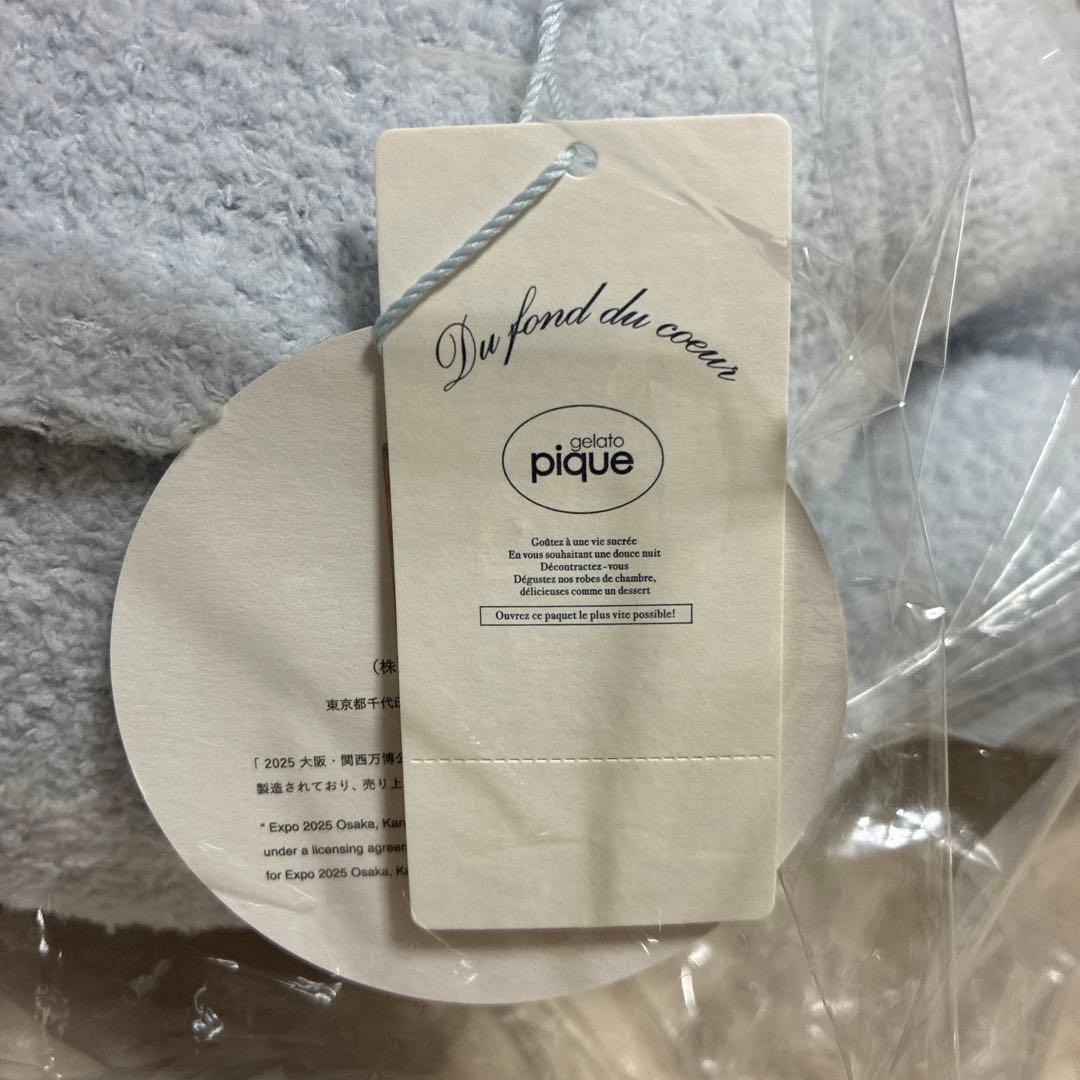 Du fond du coeur
gelato
pique
Goûtez à une vie sucrée
En vous souhaitant une douce nuit
Décontractez-vous
Dégustez nos robes de chambre,
délicieuses comme un dessert
Ouvrez ce paquet le plus vite possible!
(株
東京都千代
「2025 大阪・関西万博
製造されており、売り上
“ Expo 2025 Osaka, Kan
under a licensing agree
for Expo 2025 Osaka, K